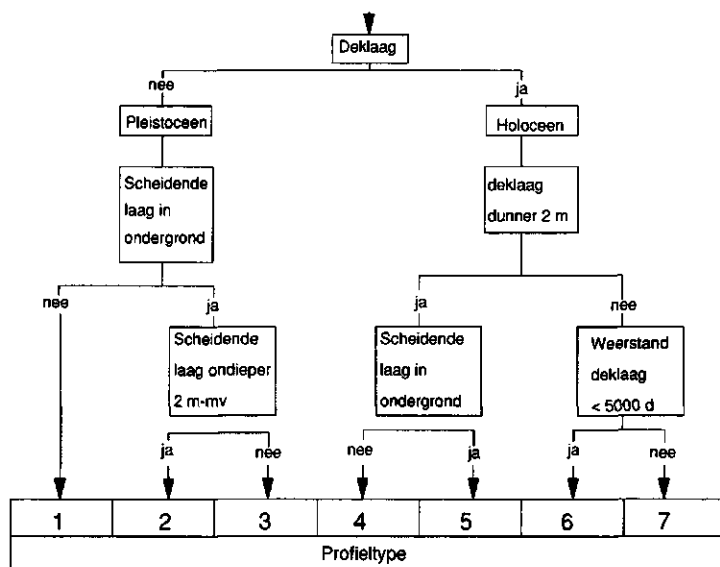 Deklaag
nee
ja
Pleistoceen
Holoceen
Scheidende
laag in
ondergrond
deklaag
dunner 2 m
nee
ja
ja
nee
Scheidende
laag ondieper
2 m-mv
Scheidende
laag in
ondergrond
Weerstand
deklaag
< 5000 d
ja
nee
nee
ja
ja
nee
1 2 3 4 5 6 7
Profieltype